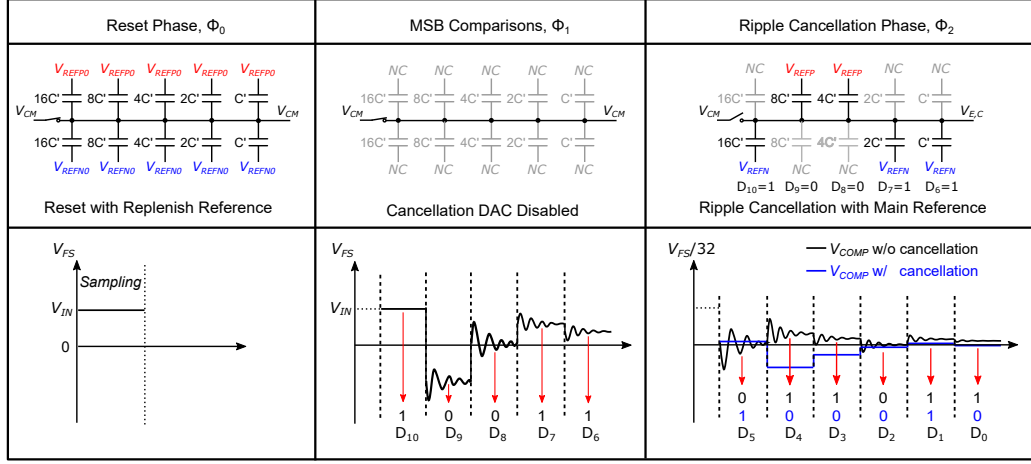 Reset Phase, Φ0
MSB Comparisons, Φ1
Ripple Cancellation Phase, Φ2
VREFP0 VREFP0 VREFP0 VREFP0 VREFP0
16C' 8C' 4C' 2C' C'
VCM VCM
16C' 8C' 4C' 2C' C'
VREFN0 VREFN0 VREFN0 VREFN0 VREFN0
Reset with Replenish Reference
NC NC NC NC NC
16C' 8C' 4C' 2C' C'
VCM VCM
16C' 8C' 4C' 2C' C'
NC NC NC NC NC
Cancellation DAC Disabled
NC VREFP VREFP NC NC
16C' 8C' 4C' 2C' C'
VCM VE,C
16C' 8C' 4C' 2C' C'
VREFN NC NC VREFN VREFN
D10=1 D9=0 D8=0 D7=1 D6=1
Ripple Cancellation with Main Reference
VFS
Sampling
VIN
0
VFS
VIN
1 0 0 1 1
D10 D9 D8 D7 D6
VFS/32
VCOMP w/o cancellation
VCOMP w/ cancellation
0 1 1 0 1 1
1 0 0 0 1 0
D5 D4 D3 D2 D1 D0